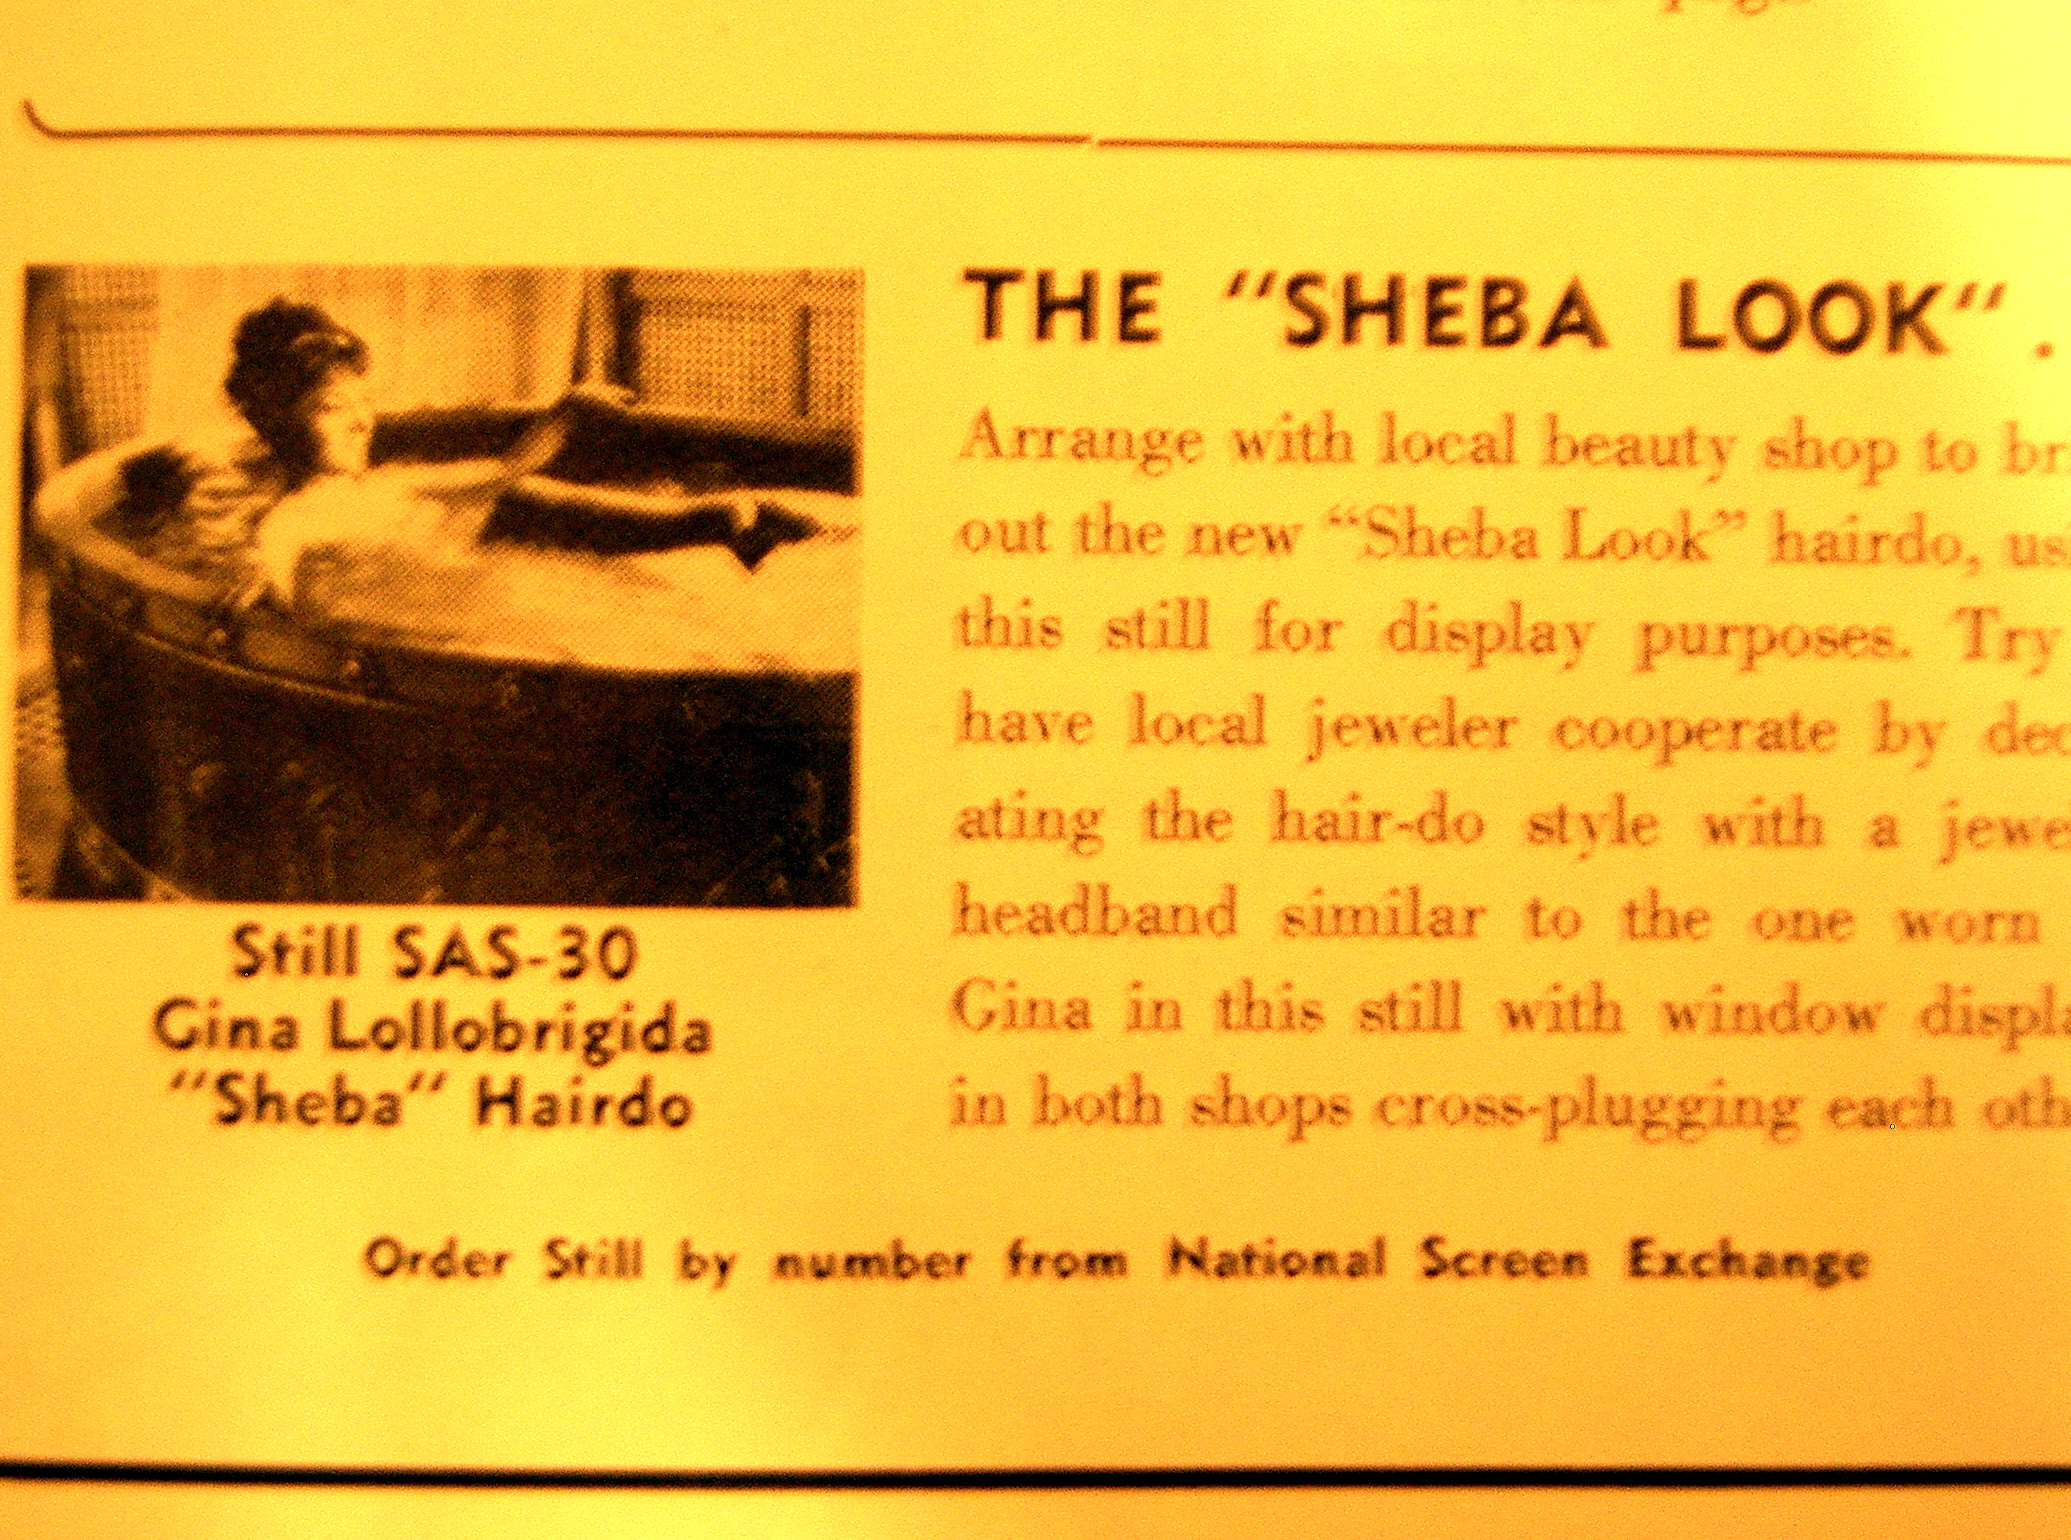 THE "SHEBA LOOK" .
Arrange with local beauty shop to
out the new "Sheba Look" hairdo,
this still for display purposes. Try
have local jeweler cooperate by
ating the hair-do style with a
headband similar to the one worn
Gina in this still with window
in both shops cross-plugging each
Still SAS-30
Gina Lollobrigida
"Sheba" Hairdo
Order Still by number from National Screen Exchange